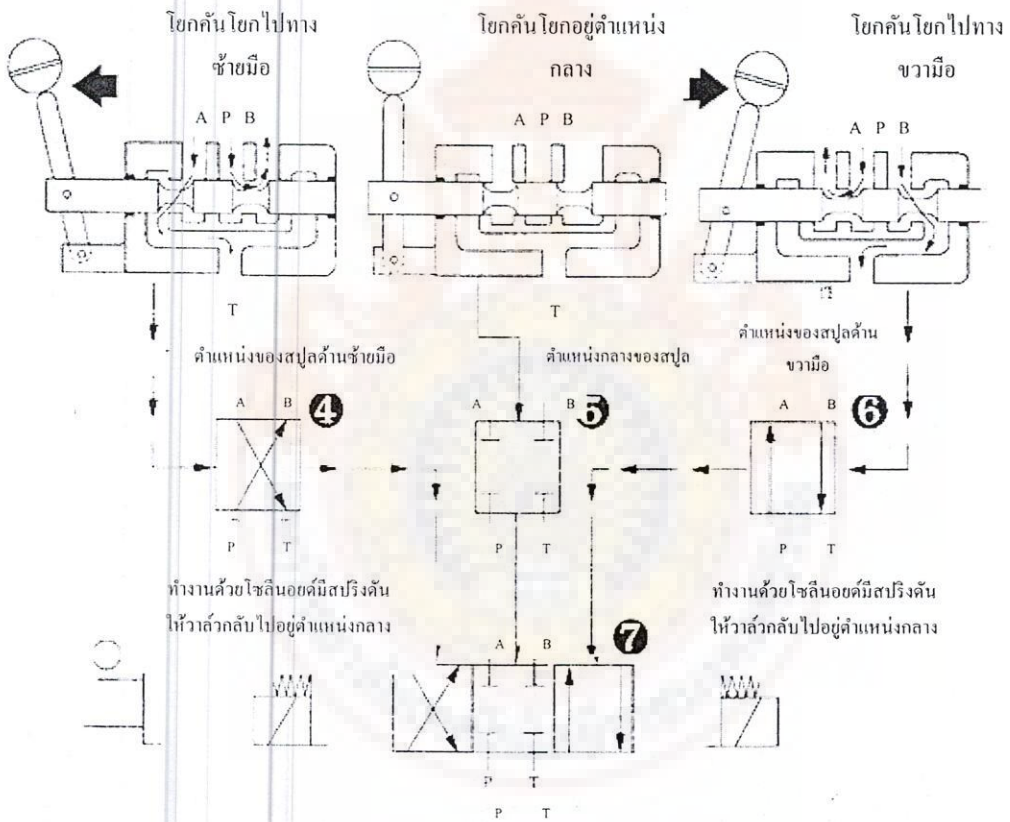 โยกคันโยกไปทาง
ซ้ายมือ
โยกคันโยกอยู่ตำแหน่ง
กลาง
โยกคันโยกไปทาง
ขวามือ
A P B
A P B
A P B
T
T
ตำแหน่งของสปูลด้านซ้ายมือ
ตำแหน่งกลางของสปูล
ตำแหน่งของสปูลด้าน
ขวามือ
A B 4
A B 5
A B 6
P T
P T
P T
ทำงานด้วยโซลีนอยด์มีสปริงดัน
ให้วาล์วกลับไปอยู่ตำแหน่งกลาง
ทำงานด้วยโซลีนอยด์มีสปริงดัน
ให้วาล์วกลับไปอยู่ตำแหน่งกลาง
A B 7
P T
P T